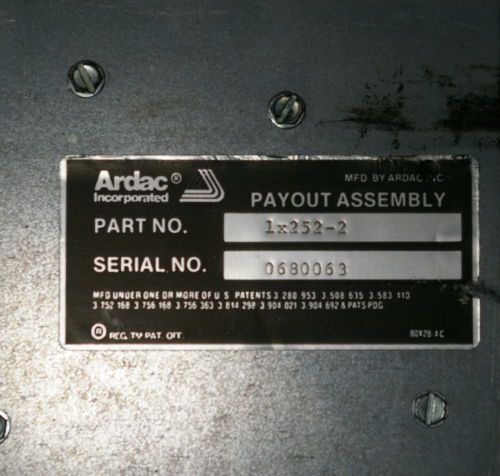 Ardac® MFD BY ARDAC INC
Incorporated
PAYOUT ASSEMBLY
PART NO. 1x252-2
SERIAL NO. 0680063
MFD UNDER ONE OR MORE OF U S PATENTS 3 280 953 3 508 635 3 583 110
3 752 168 3 756 168 3 756 363 3 814 298 3 904 021 3 904 692 & PATS PDG
® REG. TM PAT. OFF.